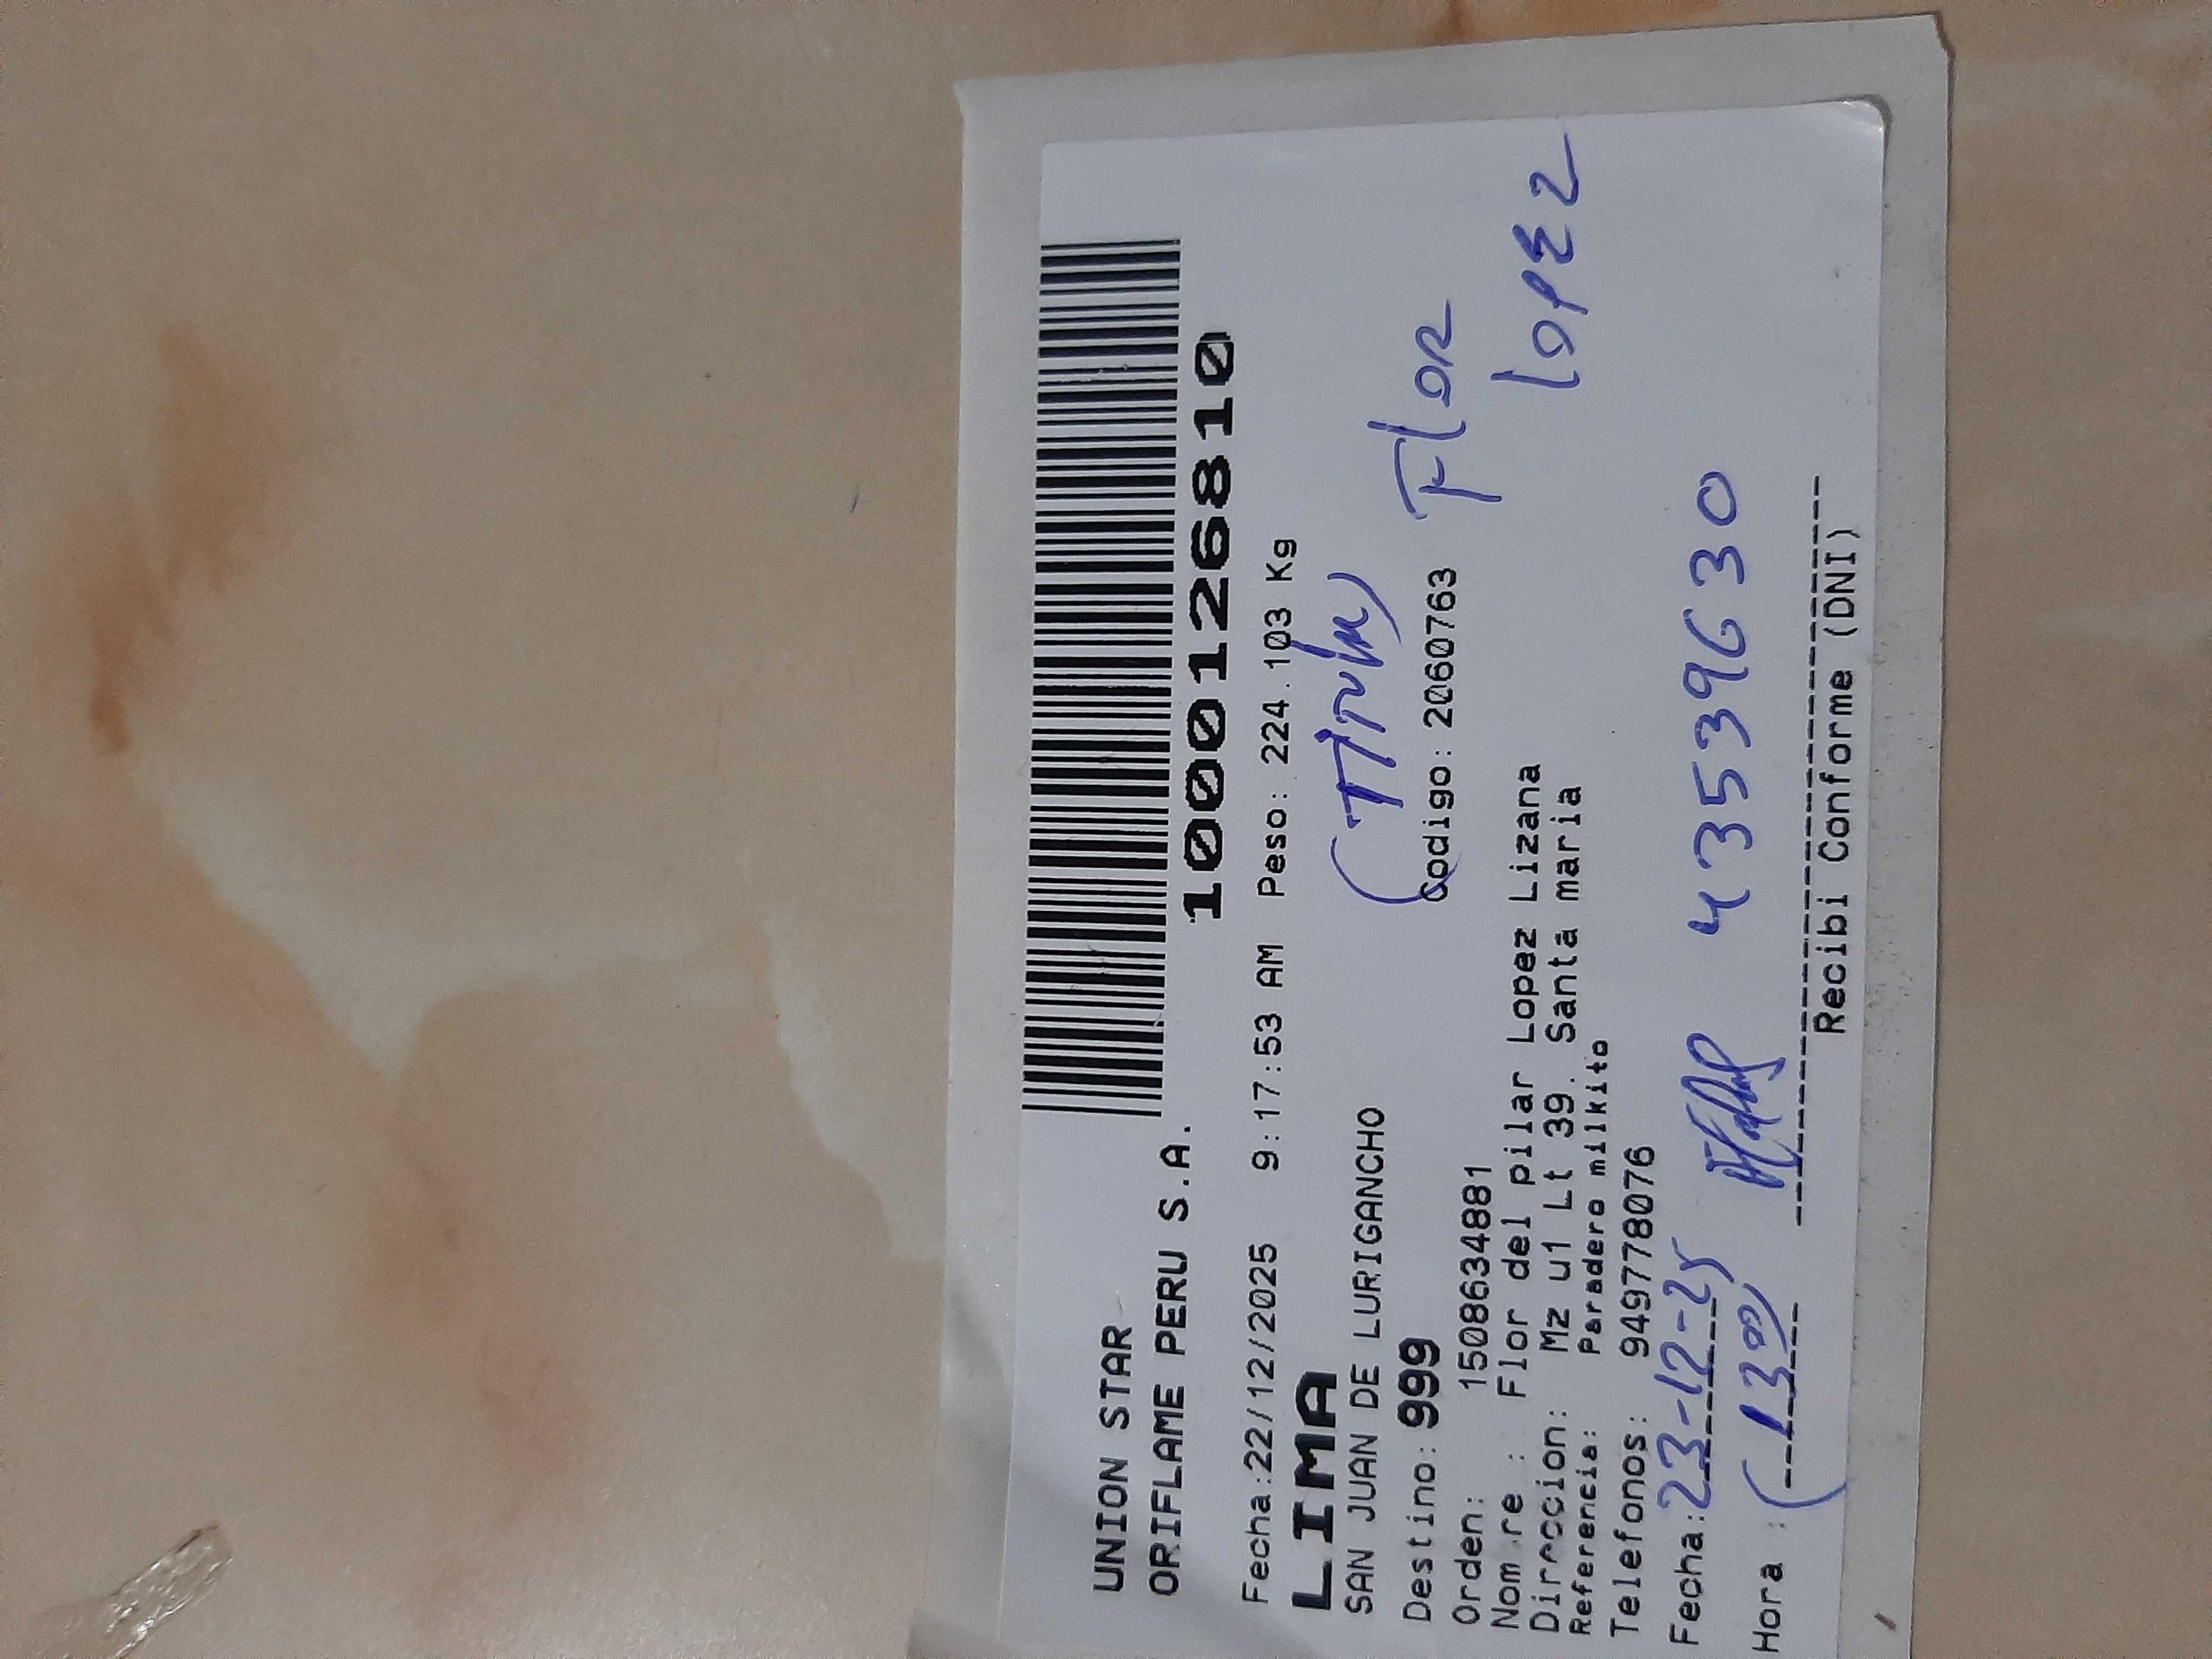 UNION STAR
ORIFLAME PERU S.A.
1000126810
Fecha:22/12/2025 9:17:53 AM Peso: 224.103 Kg
LIMA
SAN JUAN DE LURIGANCHO
Destino: 999 Codigo: 2060763
Flor
Lopez
Orden: 1508634881
Nom re : Flor del pilar Lopez Lizana
Direccion: Mz u1 Lt 39. Santa maria
Referencia: Paradero milkito
Telefonos: 949778076
Fecha: 23-12-25 43539630
Hora :
Recibi Conforme (DNI)